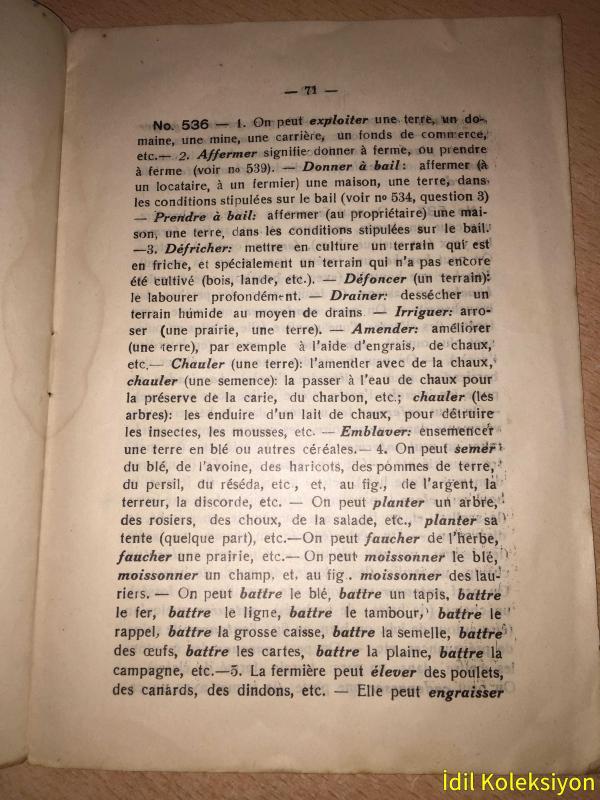 — 71 —
No. 536 — 1. On peut exploiter une terre, un do-
maine, une mine, une carrière, un fonds de commerce,
etc.— 2. Affermer signifie donner à ferme, ou prendre
à ferme (voir nº 539). — Donner à bail: affermer (à
un locataire, à un fermier) une maison, une terre, dans
les conditions stipulées sur le bail (voir nº 534, question 3)
— Prendre à bail: affermer (au propriétaire) une mai-
son, une terre, dans les conditions stipulées sur le bail.
—3. Défricher: mettre en culture un terrain qui est
en friche, et spécialement un terrain qui n'a pas encore
été cultivé (bois, lande, etc.). — Défoncer (un terrain):
le labourer profondément. — Drainer: dessécher un
terrain humide au moyen de drains — Irriguer: arro-
ser (une prairie, une terre). — Amender: améliorer
(une terre), par exemple à l'aide d'engrais, de chaux,
etc.— Chauler (une terre): l'amender avec de la chaux,
chauler (une semence): la passer à l'eau de chaux pour
la préserve de la carie, du charbon, etc.; chauler (les
arbres): les enduire d'un lait de chaux, pour détruire
les insectes, les mousses, etc. — Emblaver: ensemencer
une terre en blé ou autres céréales.— 4. On peut semer
du blé, de l'avoine, des haricots, des pommes de terre,
du persil, du réséda, etc., et, au fig., de l'argent, la
terreur, la discorde, etc. — On peut planter un arbre,
des rosiers, des choux, de la salade, etc., planter sa
tente (quelque part), etc.—On peut faucher de l'herbe,
faucher une prairie, etc.— On peut moissonner le blé,
moissonner un champ, et, au fig. moissonner des lau-
riers. — On peut battre le blé, battre un tapis, battre
le fer, battre le ligne, battre le tambour, battre le
rappel, battre la grosse caisse, battre la semelle, battre
des œufs, battre les cartes, battre la plaine, battre la
campagne, etc.—5. La fermière peut élever des poulets,
des canards, des dindons, etc. — Elle peut engraisser
İdil Koleksiyon